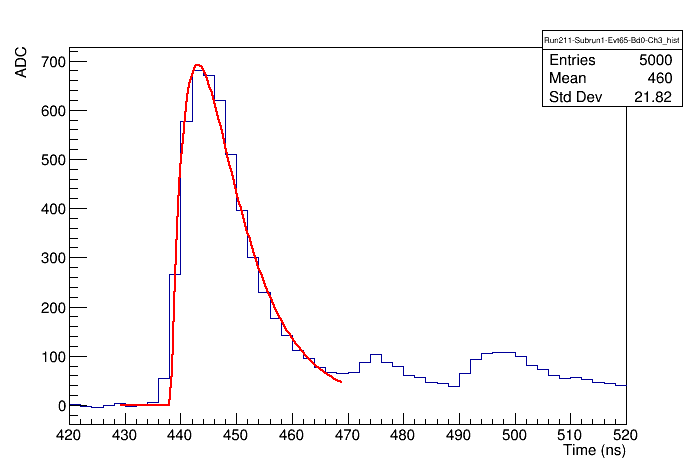 Run211-Subrun1-Evt65-Bd0-Ch3_hist
Entries 5000
Mean 460
Std Dev 21.82
ADC
700
600
500
400
300
200
100
0
420 430 440 450 460 470 480 490 500 510 520
Time (ns)